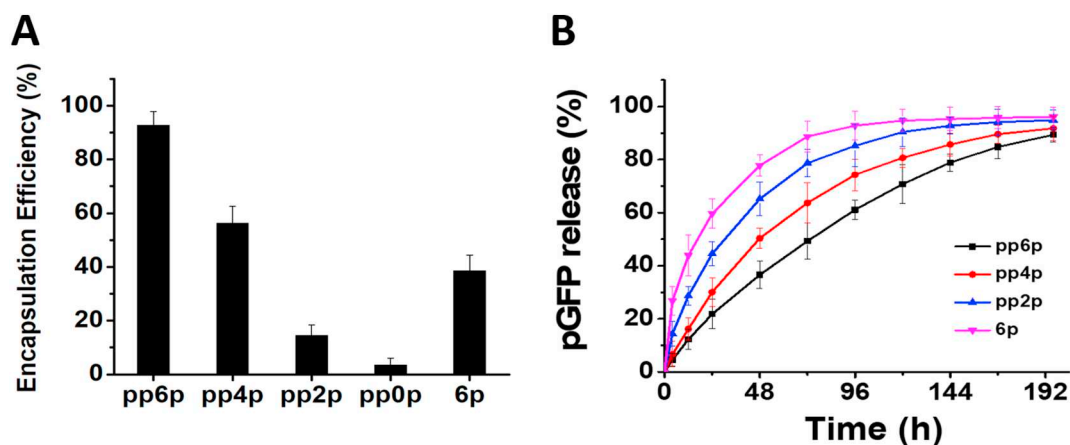 A
Encapsulation Efficiency (%)
100
80
60
40
20
0
pp6p pp4p pp2p pp0p 6p
B
pGFP release (%)
100
80
60
40
20
0
pp6p
pp4p
pp2p
6p
0 48 96 144 192
Time (h)